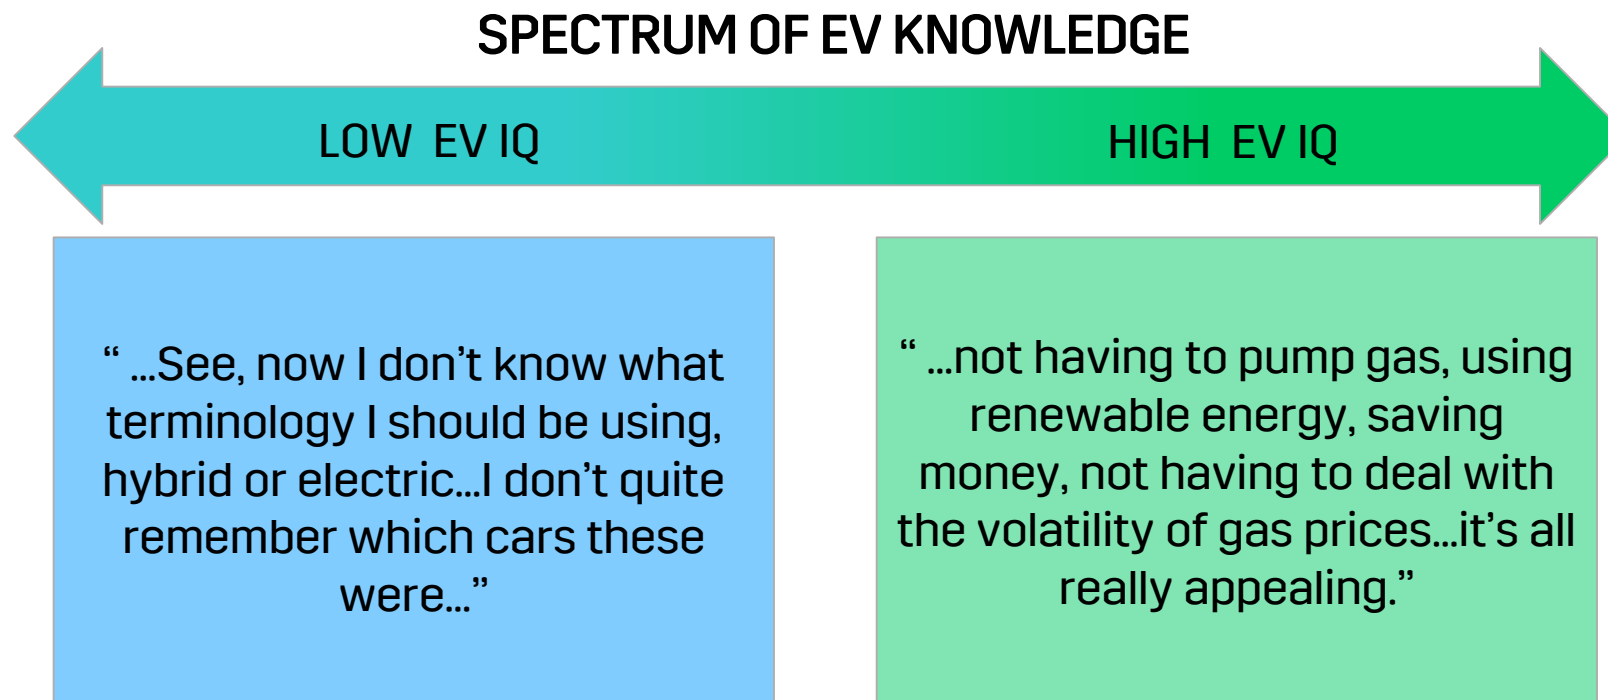 SPECTRUM OF EV KNOWLEDGE
LOW EV IQ
HIGH EV IQ
“ ...See, now I don’t know what
terminology I should be using,
hybrid or electric...I don’t quite
remember which cars these
were...”
“ ...not having to pump gas, using
renewable energy, saving
money, not having to deal with
the volatility of gas prices...it’s all
really appealing.”